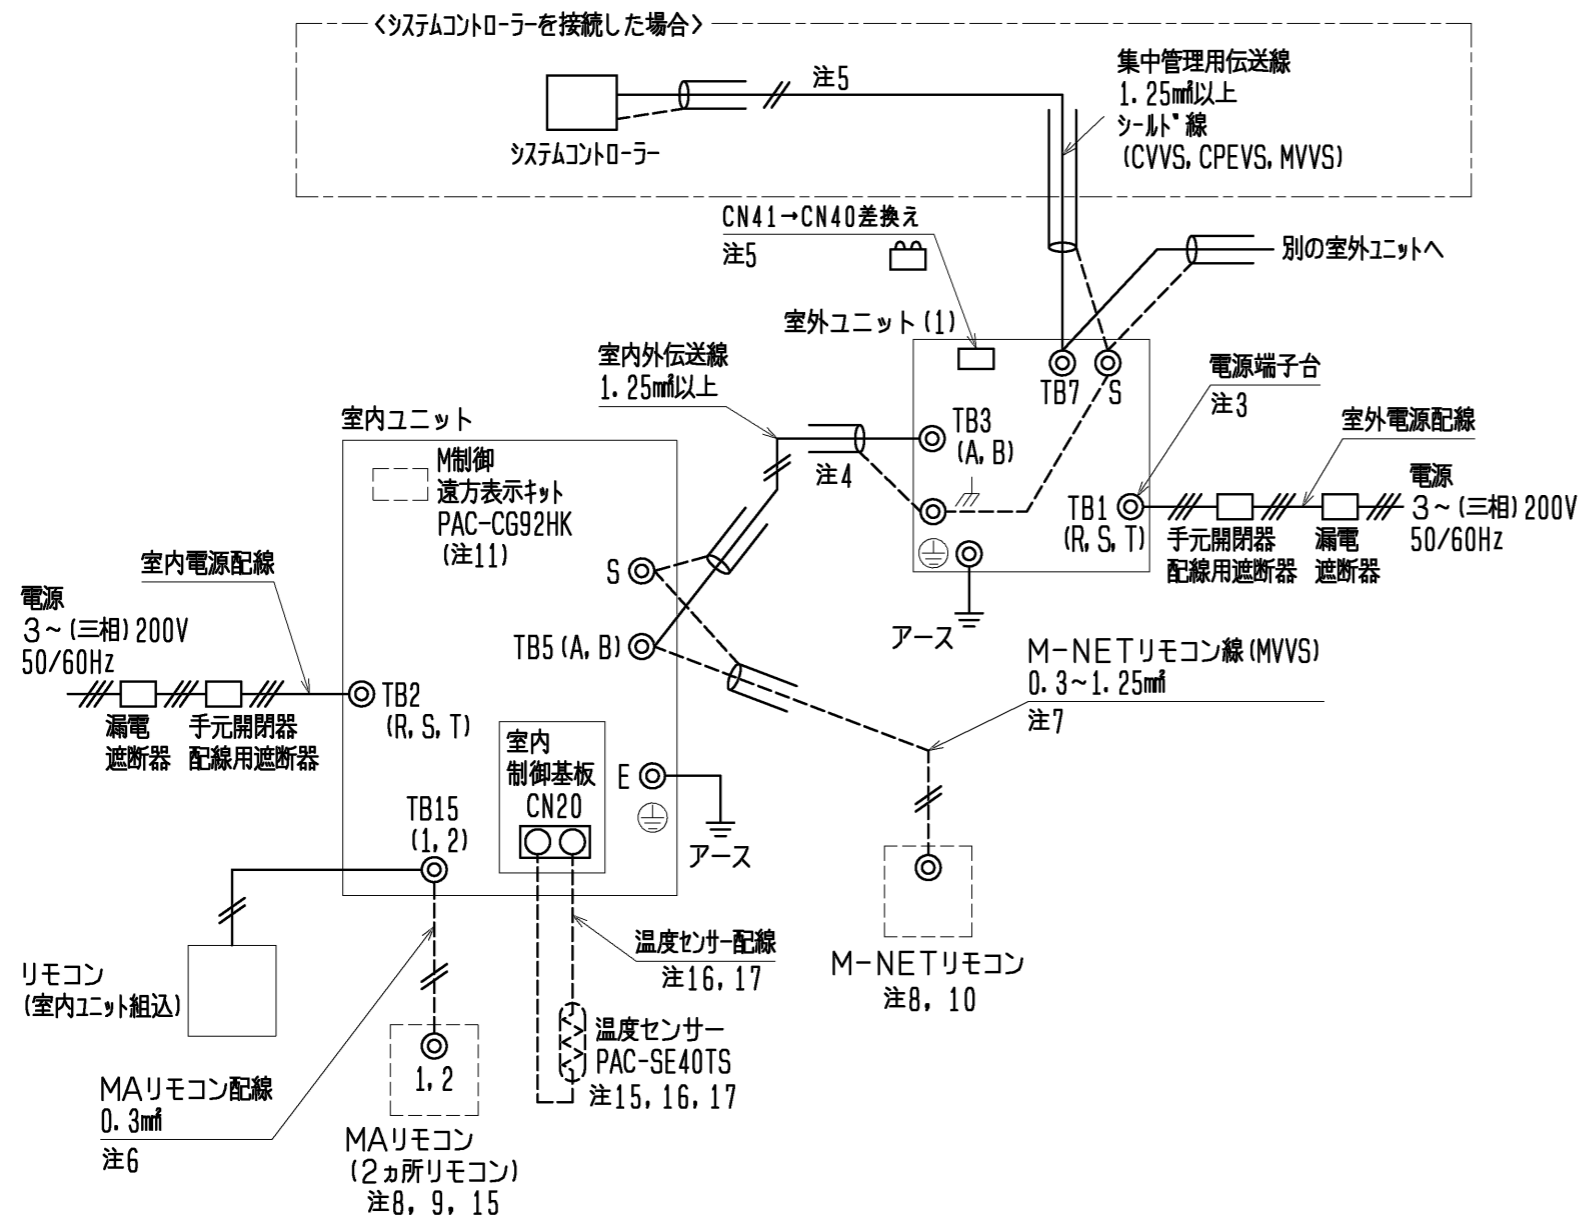 〈システムコントローラーを接続した場合〉
注5
集中管理用伝送線
1.25㎟以上
シールド線
(CVVS, CPEVS, MVVS)
システムコントローラー
CN41→CN40差換え
注5
別の室外ユニットへ
室外ユニット(1)
室内外伝送線
1.25㎟以上
TB7
S
電源端子台
注3
室内ユニット
TB3
(A, B)
室外電源配線
M制御
遠方表示キット
PAC-CG92HK
(注11)
注4
電源
3~(三相)200V
50/60Hz
TB1
(R, S, T)
手元開閉器
配線用遮断器
漏電
遮断器
室内電源配線
S
アース
電源
3~(三相)200V
50/60Hz
TB5(A, B)
M-NETリモコン線(MVVS)
0.3~1.25㎟
注7
TB2
(R, S, T)
漏電
遮断器
手元開閉器
配線用遮断器
室内
制御基板
CN20
E
TB15
(1, 2)
アース
温度センサー配線
注16, 17
M-NETリモコン
注8, 10
リモコン
(室内ユニット組込)
温度センサー
PAC-SE40TS
注15, 16, 17
1, 2
MAリモコン配線
0.3㎟
注6
MAリモコン
(2ヵ所リモコン)
注8, 9, 15